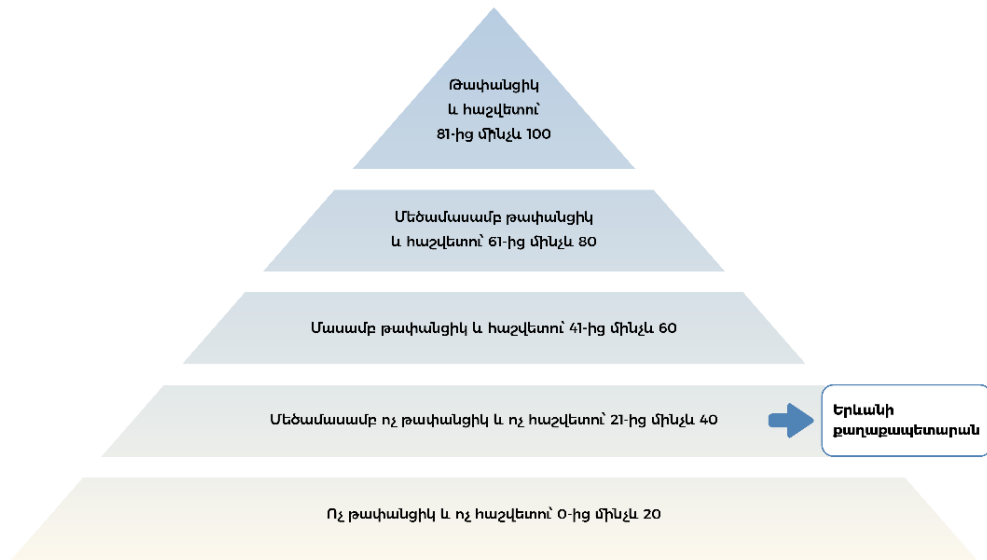 Թափանցիկ
և հաշվետու՝
81-ից մինչև 100
Մեծամասամբ թափանցիկ
և հաշվետու՝ 61-ից մինչև 80
Մասամբ թափանցիկ և հաշվետու՝ 41-ից մինչև 60
Մեծամասամբ ոչ թափանցիկ և ոչ հաշվետու՝ 21-ից մինչև 40
Երևանի
քաղաքապետարան
Ոչ թափանցիկ և ոչ հաշվետու՝ 0-ից մինչև 20